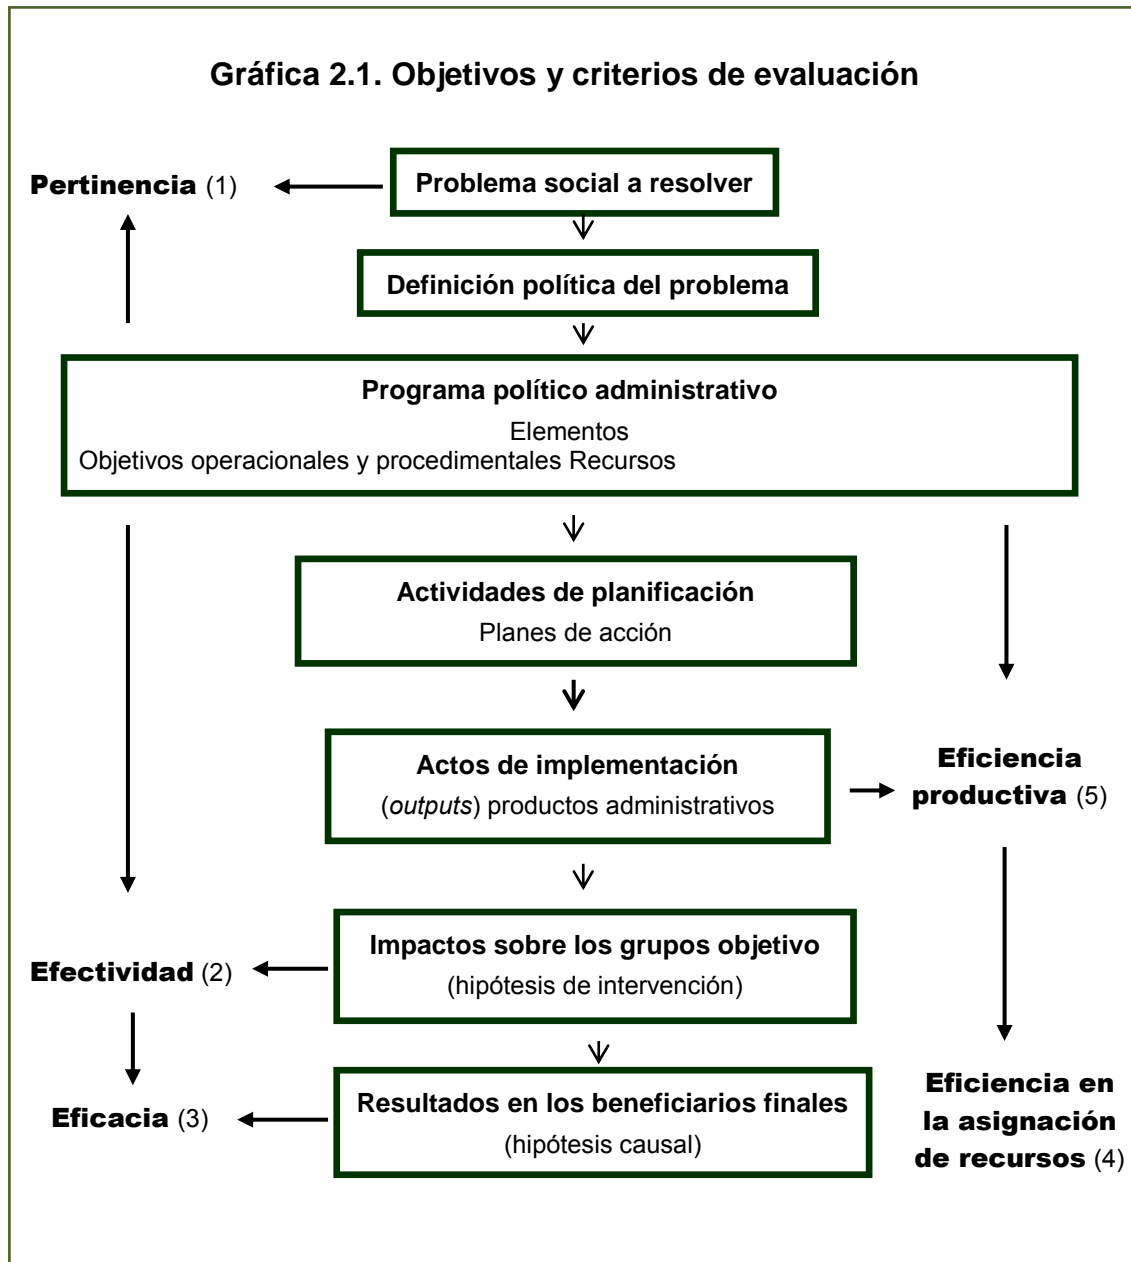 Gráfica 2.1. Objetivos y criterios de evaluación
Pertinencia (1)
Problema social a resolver
Definición política del problema
Programa político administrativo
Elementos
Objetivos operacionales y procedimentales Recursos
Actividades de planificación
Planes de acción
Actos de implementación
(outputs) productos administrativos
Eficiencia
productiva (5)
Impactos sobre los grupos objetivo
(hipótesis de intervención)
Efectividad (2)
Resultados en los beneficiarios finales
(hipótesis causal)
Eficacia (3)
Eficiencia en
la asignación
de recursos (4)